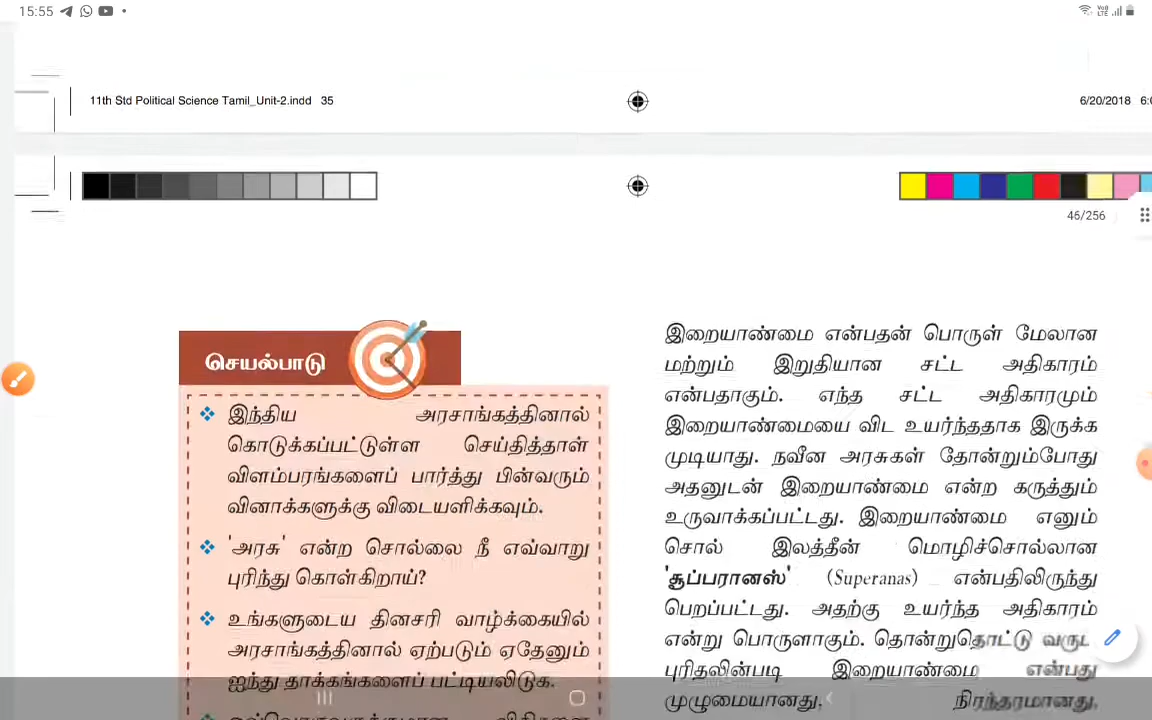 15:55
11th Std Political Science Tamil_Unit-2.indd 35
6/20/2018 6:0
46/256
செயல்பாடு
இந்திய அரசாங்கத்தினால்
கொடுக்கப்பட்டுள்ள செய்தித்தாள்
விளம்பரங்களைப் பார்த்து பின்வரும்
வினாக்களுக்கு விடையளிக்கவும்.
'அரசு' என்ற சொல்லை நீ எவ்வாறு
புரிந்து கொள்கிறாய்?
உங்களுடைய தினசரி வாழ்க்கையில்
அரசாங்கத்தினால் ஏற்படும் ஏதேனும்
ஐந்து தாக்கங்களைப் பட்டியலிடுக.
இறையாண்மை என்பதன் பொருள் மேலான
மற்றும் இறுதியான சட்ட அதிகாரம்
என்பதாகும். எந்த சட்ட அதிகாரமும்
இறையாண்மையை விட உயர்ந்ததாக இருக்க
முடியாது. நவீன அரசுகள் தோன்றும்போது
அதனுடன் இறையாண்மை என்ற கருத்தும்
உருவாக்கப்பட்டது. இறையாண்மை எனும்
சொல் இலத்தீன் மொழிச்சொல்லான
'சூப்பரானஸ்' (Superanas) என்பதிலிருந்து
பெறப்பட்டது. அதற்கு உயர்ந்த அதிகாரம்
என்று பொருளாகும். தொன்றுதொட்டு வரும்
புரிதலின்படி இறையாண்மை என்பது
முழுமையானது, நிரந்தரமானது,